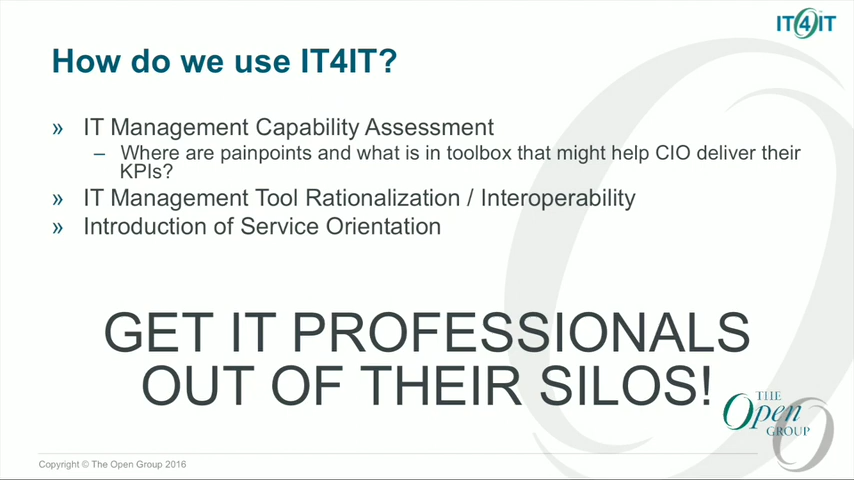 IT4IT
How do we use IT4IT?
» IT Management Capability Assessment
– Where are painpoints and what is in toolbox that might help CIO deliver their
KPIs?
» IT Management Tool Rationalization / Interoperability
» Introduction of Service Orientation
GET IT PROFESSIONALS
OUT OF THEIR SILOS!
THE
Open
GROUP
Copyright © The Open Group 2016